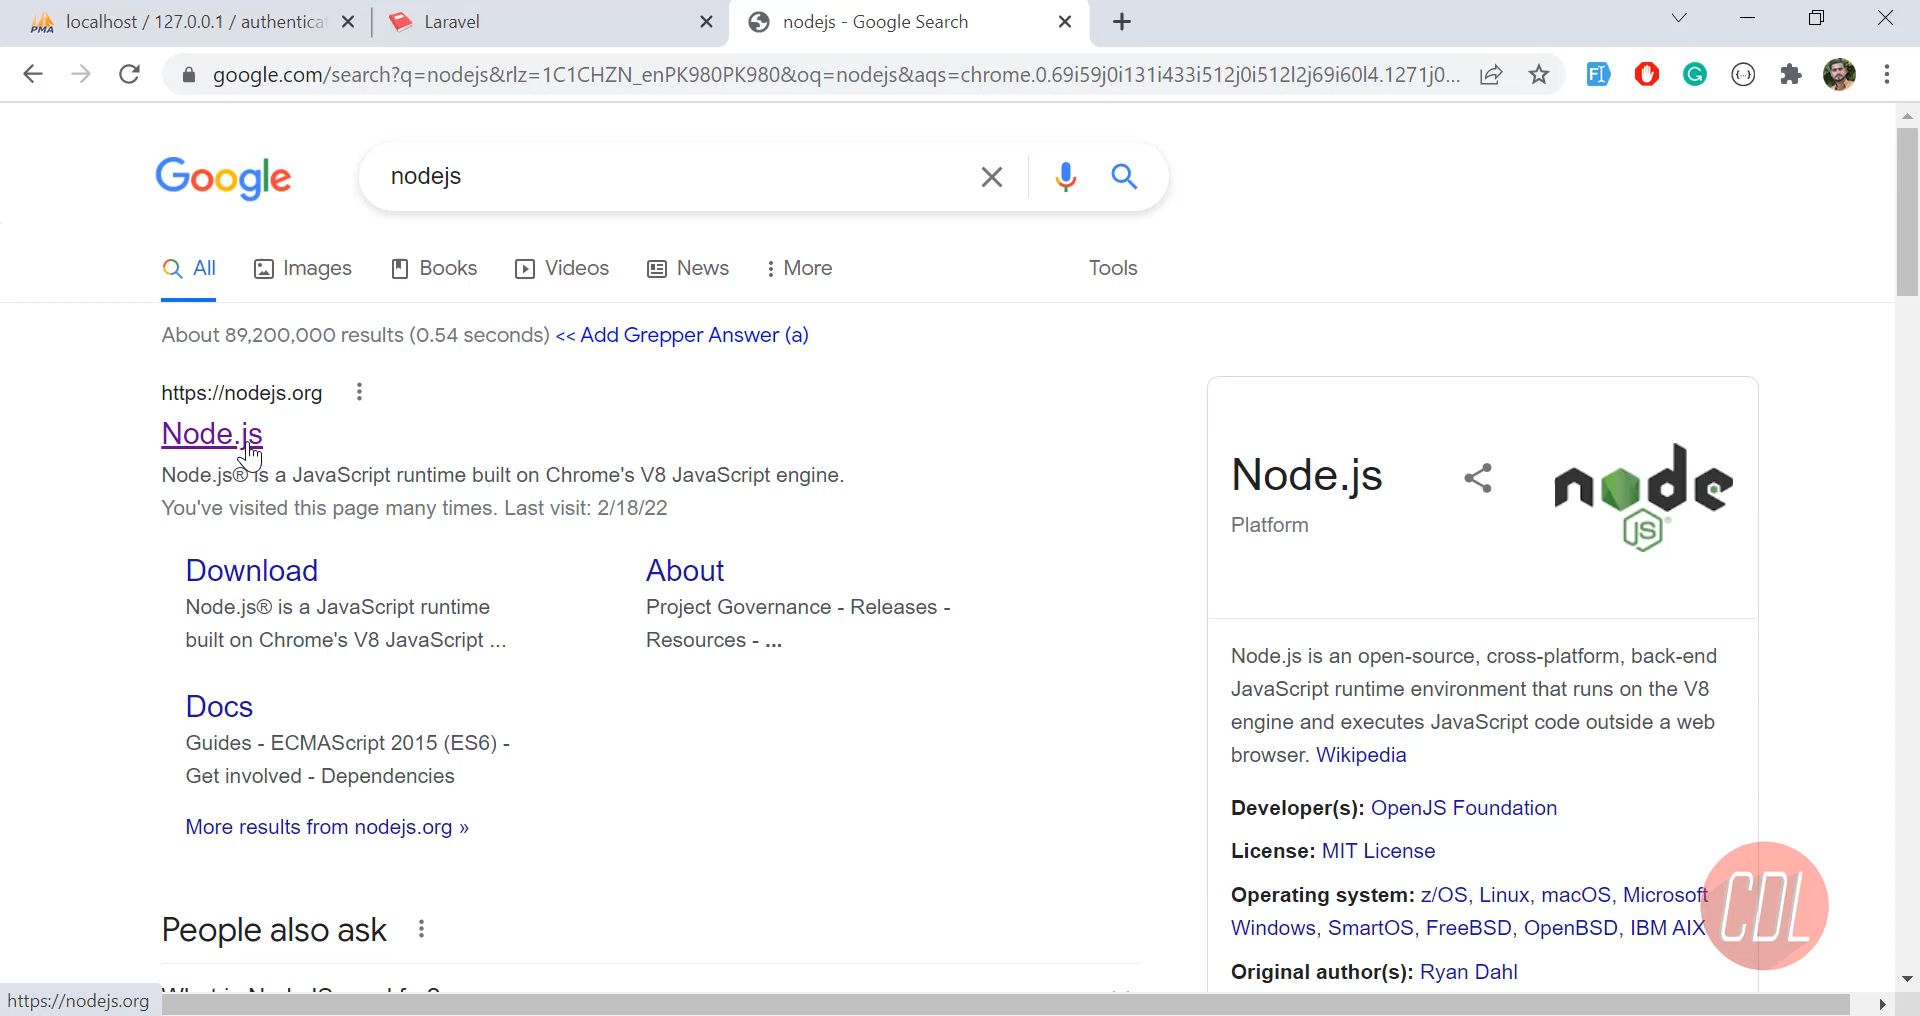 localhost / 127.0.0.1 / authentica
Laravel
nodejs - Google Search
google.com/search?q=nodejs&rlz=1C1CHZN_enPK980PK980&oq=nodejs&aqs=chrome.0.69i59j0i131i433i512j0i512l2j69i60l4.1271j0...
Google
nodejs
All
Images
Books
Videos
News
More
Tools
About 89,200,000 results (0.54 seconds) << Add Grepper Answer (a)
https://nodejs.org
Node.js
Node.js® is a JavaScript runtime built on Chrome's V8 JavaScript engine.
You've visited this page many times. Last visit: 2/18/22
Download
Node.js® is a JavaScript runtime
built on Chrome's V8 JavaScript ...
About
Project Governance - Releases -
Resources - ...
Docs
Guides - ECMAScript 2015 (ES6) -
Get involved - Dependencies
More results from nodejs.org »
People also ask
Node.js
Platform
node
JS
Node.js is an open-source, cross-platform, back-end
JavaScript runtime environment that runs on the V8
engine and executes JavaScript code outside a web
browser. Wikipedia
Developer(s): OpenJS Foundation
License: MIT License
Operating system: z/OS, Linux, macOS, Microsoft
Windows, SmartOS, FreeBSD, OpenBSD, IBM AIX
Original author(s): Ryan Dahl
CDL
https://nodejs.org